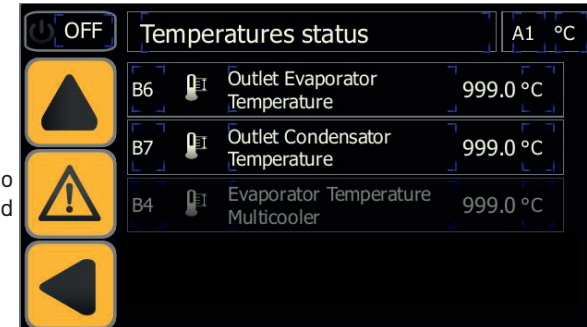 OFF
Temperatures status
A1 °C
B6
Outlet Evaporator
Temperature
999.0 °C
B7
Outlet Condensator
Temperature
999.0 °C
o
d
B4
Evaporator Temperature
Multicooler
999.0 °C